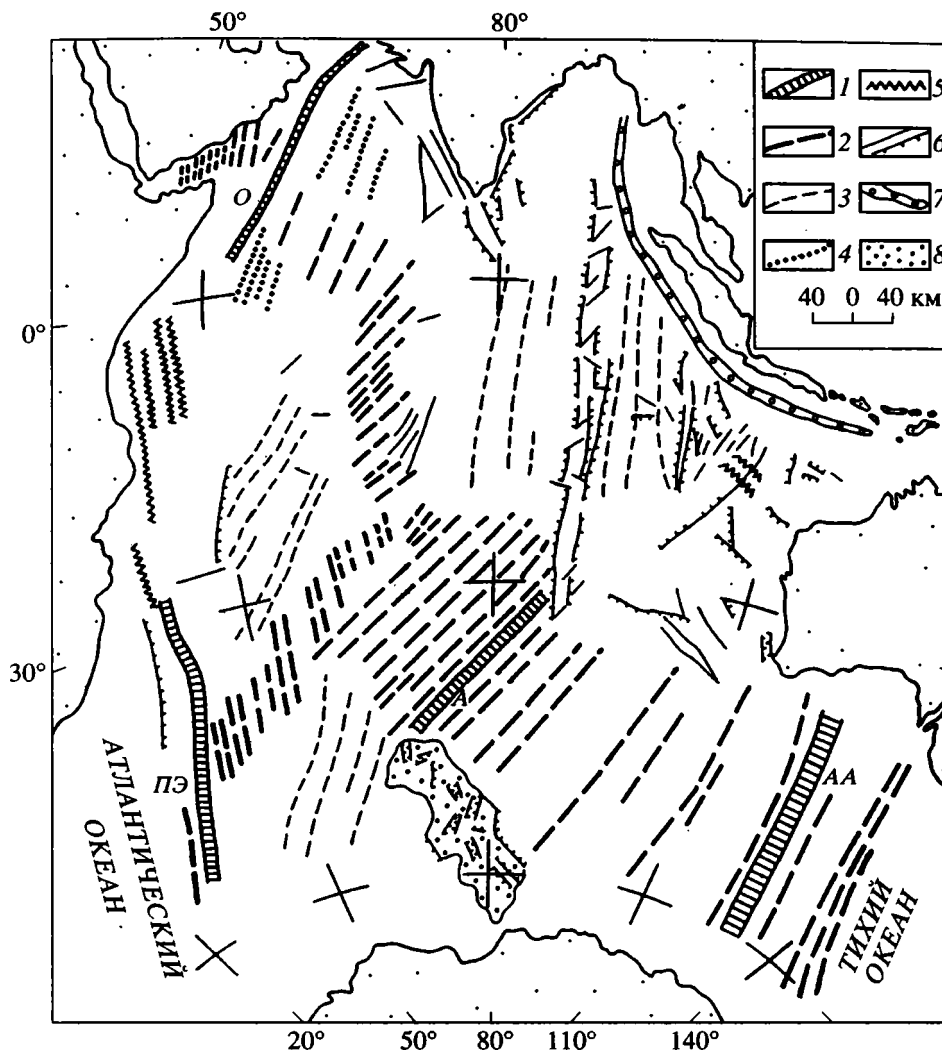 50° 80°
1 5
2 6
3 7
4 8
40 0 40 км
О
0°
30°
А
ПЭ
АА
АТЛАНТИЧЕСКИЙ
ОКЕАН
ТИХИЙ
ОКЕАН
20° 50° 80° 110° 140°